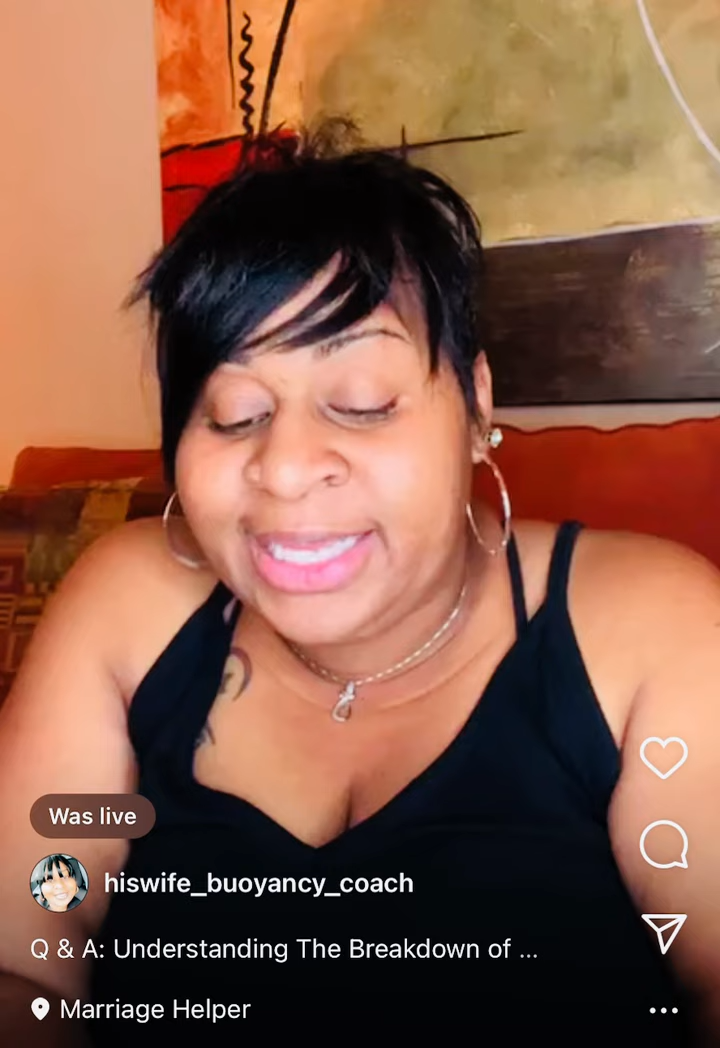 Was live
hiswife_buoyancy_coach
Q & A: Understanding The Breakdown of ...
Marriage Helper